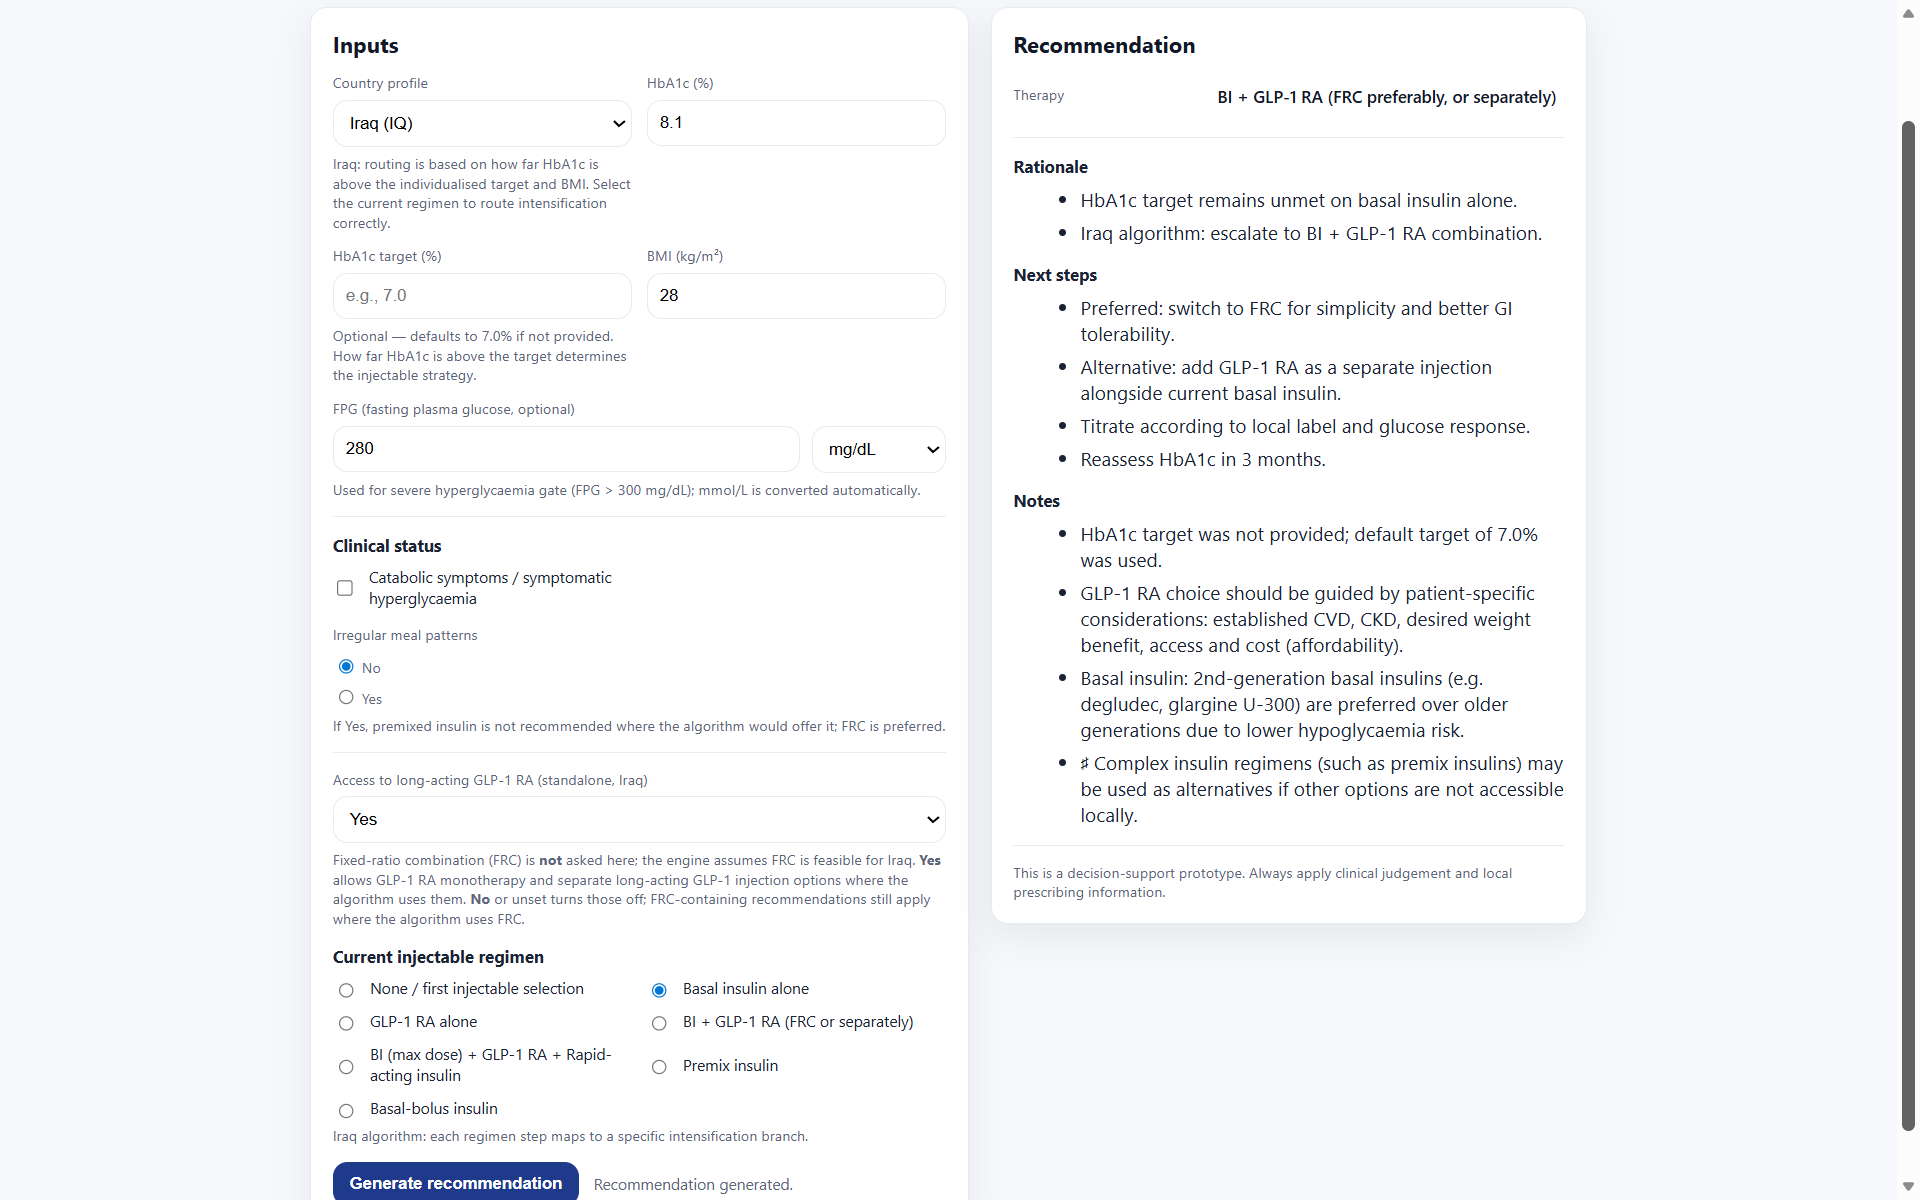 Inputs
Country profile
HbA1c (%)
Iraq (IQ)
8.1
Iraq: routing is based on how far HbA1c is
above the individualised target and BMI. Select
the current regimen to route intensification
correctly.
HbA1c target (%)
BMI (kg/m²)
e.g., 7.0
28
Optional — defaults to 7.0% if not provided.
How far HbA1c is above the target determines
the injectable strategy.
FPG (fasting plasma glucose, optional)
280
mg/dL
Used for severe hyperglycaemia gate (FPG > 300 mg/dL); mmol/L is converted automatically.
Clinical status
Catabolic symptoms / symptomatic
hyperglycaemia
Irregular meal patterns
No
Yes
If Yes, premixed insulin is not recommended where the algorithm would offer it; FRC is preferred.
Access to long-acting GLP-1 RA (standalone, Iraq)
Yes
Fixed-ratio combination (FRC) is not asked here; the engine assumes FRC is feasible for Iraq. Yes
allows GLP-1 RA monotherapy and separate long-acting GLP-1 injection options where the
algorithm uses them. No or unset turns those off; FRC-containing recommendations still apply
where the algorithm uses FRC.
Current injectable regimen
None / first injectable selection
Basal insulin alone
GLP-1 RA alone
BI + GLP-1 RA (FRC or separately)
BI (max dose) + GLP-1 RA + Rapid-
acting insulin
Premix insulin
Basal-bolus insulin
Iraq algorithm: each regimen step maps to a specific intensification branch.
Generate recommendation
Recommendation generated.
Recommendation
Therapy
BI + GLP-1 RA (FRC preferably, or separately)
Rationale
• HbA1c target remains unmet on basal insulin alone.
• Iraq algorithm: escalate to BI + GLP-1 RA combination.
Next steps
• Preferred: switch to FRC for simplicity and better GI
tolerability.
• Alternative: add GLP-1 RA as a separate injection
alongside current basal insulin.
• Titrate according to local label and glucose response.
• Reassess HbA1c in 3 months.
Notes
• HbA1c target was not provided; default target of 7.0%
was used.
• GLP-1 RA choice should be guided by patient-specific
considerations: established CVD, CKD, desired weight
benefit, access and cost (affordability).
• Basal insulin: 2nd-generation basal insulins (e.g.
degludec, glargine U-300) are preferred over older
generations due to lower hypoglycaemia risk.
• ♯ Complex insulin regimens (such as premix insulins) may
be used as alternatives if other options are not accessible
locally.
This is a decision-support prototype. Always apply clinical judgement and local
prescribing information.